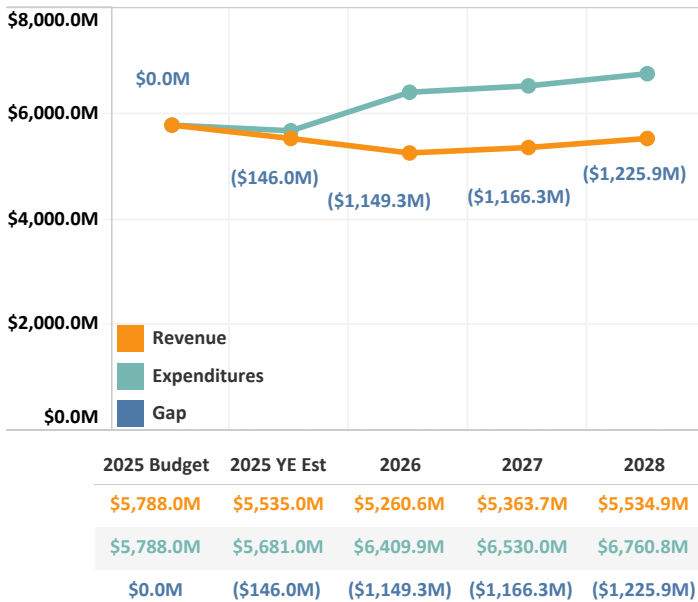 $8,000.0M
$0.0M
$6,000.0M
($146.0M)
($1,149.3M)
($1,166.3M)
($1,225.9M)
$4,000.0M
$2,000.0M
Revenue
Expenditures
Gap
$0.0M
2025 Budget 2025 YE Est 2026 2027 2028
$5,788.0M $5,535.0M $5,260.6M $5,363.7M $5,534.9M
$5,788.0M $5,681.0M $6,409.9M $6,530.0M $6,760.8M
$0.0M ($146.0M) ($1,149.3M) ($1,166.3M) ($1,225.9M)